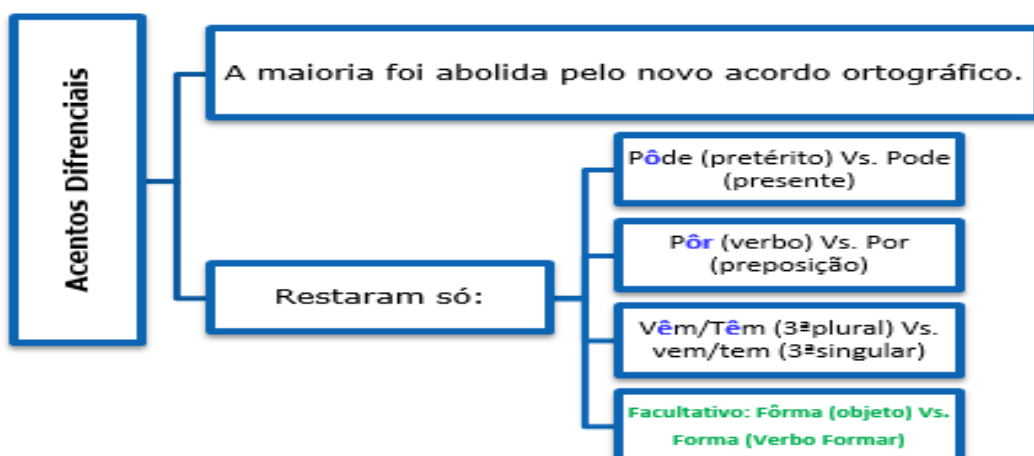 Acentos Difrenciais
A maioria foi abolida pelo novo acordo ortográfico.
Restaram só:
Pôde (pretérito) Vs. Pode
(presente)
Pôr (verbo) Vs. Por
(preposição)
Vêm/Têm (3ªplural) Vs.
vem/tem (3ªsingular)
Facultativo: Fôrma (objeto) Vs.
Forma (Verbo Formar)